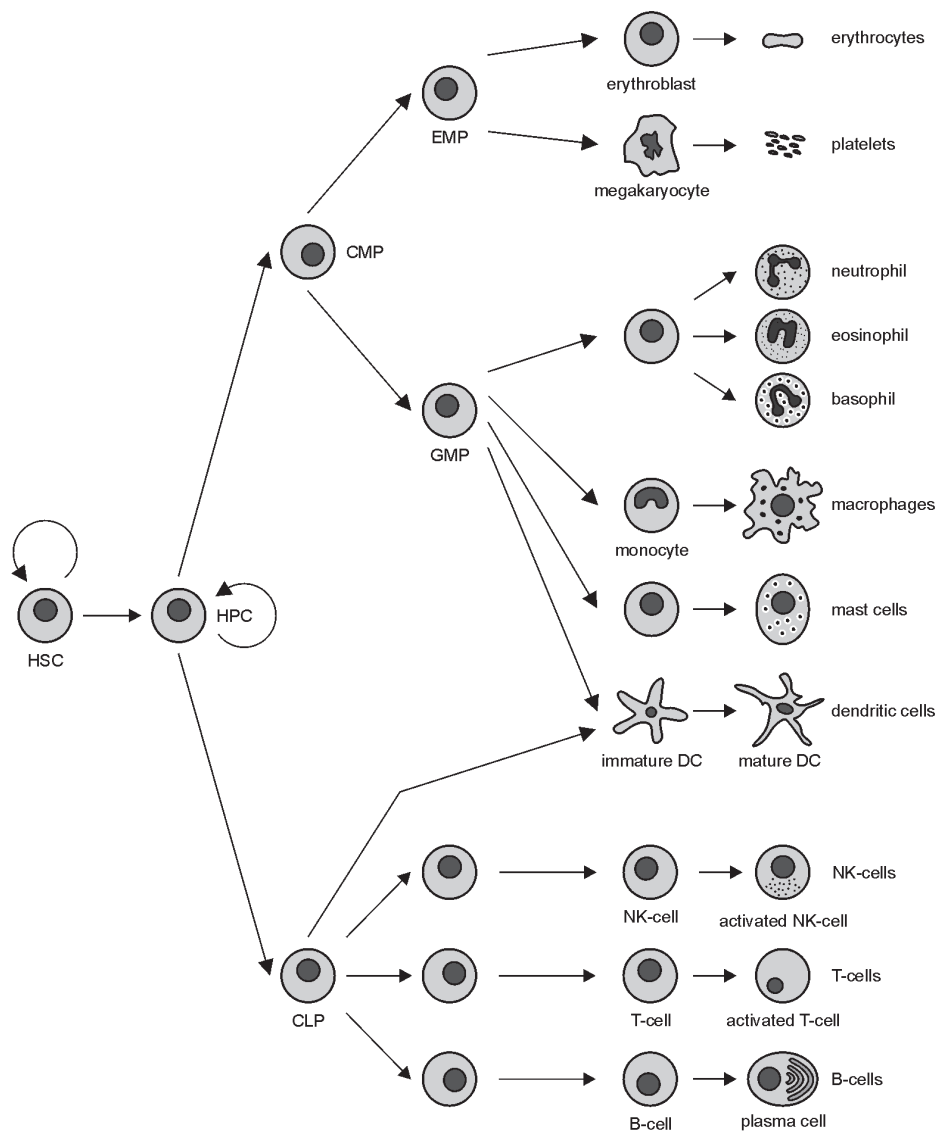 erythrocytes
erythroblast
EMP
platelets
megakaryocyte
CMP
neutrophil
eosinophil
basophil
GMP
macrophages
monocyte
HPC
mast cells
HSC
dendritic cells
immature DC
mature DC
NK-cells
NK-cell
activated NK-cell
T-cells
CLP
T-cell
activated T-cell
B-cells
B-cell
plasma cell